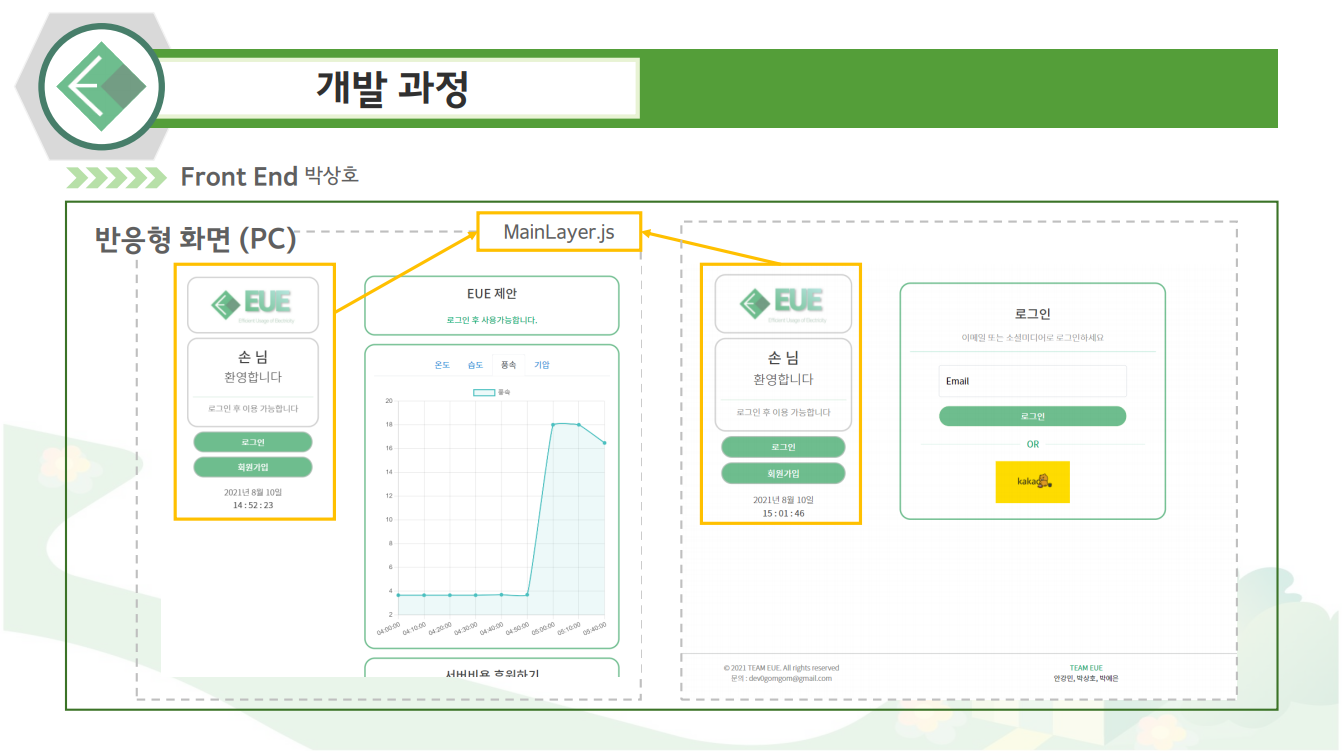 개발 과정
Front End 박상호
반응형 화면 (PC)
MainLayer.js
EUE
Efficient Usage of Electricity
손 님
환영합니다
로그인 후 이용 가능합니다
로그인
회원가입
2021년 8월 10일
14 : 52 : 23
EUE 제안
로그인 후 사용가능합니다.
온도 습도 풍속 기압
풍속
20
18
16
14
12
10
8
6
4
2
04:00:00 04:10:00 04:20:00 04:30:00 04:40:00 04:50:00 05:00:00 05:10:00 05:40:00
서버비용 후원하기
EUE
Efficient Usage of Electricity
손 님
환영합니다
로그인 후 이용 가능합니다
로그인
회원가입
2021년 8월 10일
15 : 01 : 46
로그인
이메일 또는 소셜미디어로 로그인하세요
Email
로그인
OR
kakao
© 2021 TEAM EUE. All rights reserved
문의 : dev0gomgom@gmail.com
TEAM EUE
안강민, 박상호, 박예은